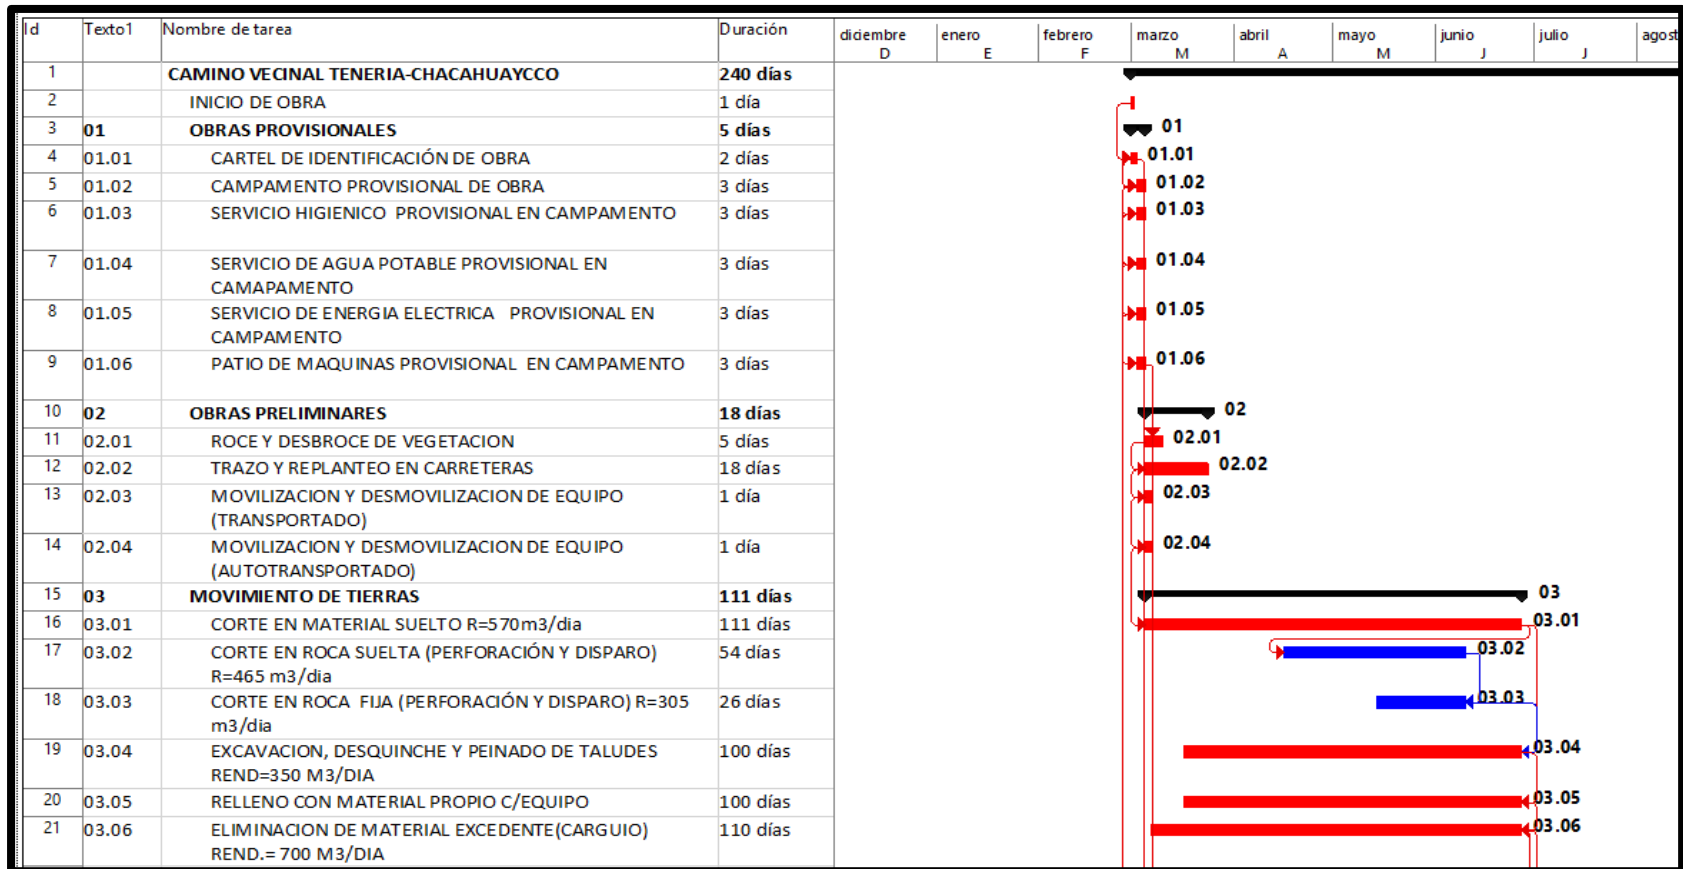 Id Texto1 Nombre de tarea Duración
diciembre enero febrero marzo abril mayo junio julio agost
D E F M A M J J
1 CAMINO VECINAL TENERIA-CHACAHUAYCCO 240 días
2 INICIO DE OBRA 1 día
3 01 OBRAS PROVISIONALES 5 días 01
4 01.01 CARTEL DE IDENTIFICACIÓN DE OBRA 2 días 01.01
5 01.02 CAMPAMENTO PROVISIONAL DE OBRA 3 días 01.02
6 01.03 SERVICIO HIGIENICO PROVISIONAL EN CAMPAMENTO 3 días 01.03
7 01.04 SERVICIO DE AGUA POTABLE PROVISIONAL EN 3 días 01.04
CAMAPAMENTO
8 01.05 SERVICIO DE ENERGIA ELECTRICA PROVISIONAL EN 3 días 01.05
CAMPAMENTO
9 01.06 PATIO DE MAQUINAS PROVISIONAL EN CAMPAMENTO 3 días 01.06
10 02 OBRAS PRELIMINARES 18 días 02
11 02.01 ROCE Y DESBROCE DE VEGETACION 5 días 02.01
12 02.02 TRAZO Y REPLANTEO EN CARRETERAS 18 días 02.02
13 02.03 MOVILIZACION Y DESMOVILIZACION DE EQUIPO 1 día 02.03
(TRANSPORTADO)
14 02.04 MOVILIZACION Y DESMOVILIZACION DE EQUIPO 1 día 02.04
(AUTOTRANSPORTADO)
15 03 MOVIMIENTO DE TIERRAS 111 días 03
16 03.01 CORTE EN MATERIAL SUELTO R=570m3/dia 111 días 03.01
17 03.02 CORTE EN ROCA SUELTA (PERFORACIÓN Y DISPARO) 54 días 03.02
R=465 m3/dia
18 03.03 CORTE EN ROCA FIJA (PERFORACIÓN Y DISPARO) R=305 26 días 03.03
m3/dia
19 03.04 EXCAVACION, DESQUINCHE Y PEINADO DE TALUDES 100 días 03.04
REND=350 M3/DIA
20 03.05 RELLENO CON MATERIAL PROPIO C/EQUIPO 100 días 03.05
21 03.06 ELIMINACION DE MATERIAL EXCEDENTE(CARGUIO) 110 días 03.06
REND.= 700 M3/DIA